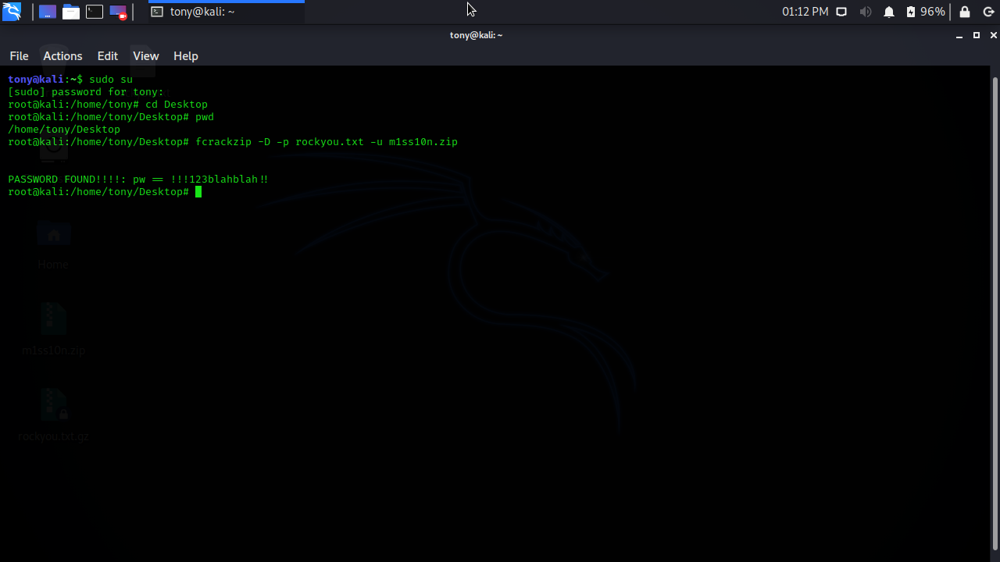 tony@kali: ~
01:12 PM
96%
tony@kali: ~
File Actions Edit View Help
tony@kali:~$ sudo su
[sudo] password for tony:
root@kali:/home/tony# cd Desktop
root@kali:/home/tony/Desktop# pwd
/home/tony/Desktop
root@kali:/home/tony/Desktop# fcrackzip -D -p rockyou.txt -u m1ss10n.zip
PASSWORD FOUND!!!!: pw == !!!123blahblah!!
root@kali:/home/tony/Desktop#
Home
m1ss10n.zip
rockyou.txt.gz